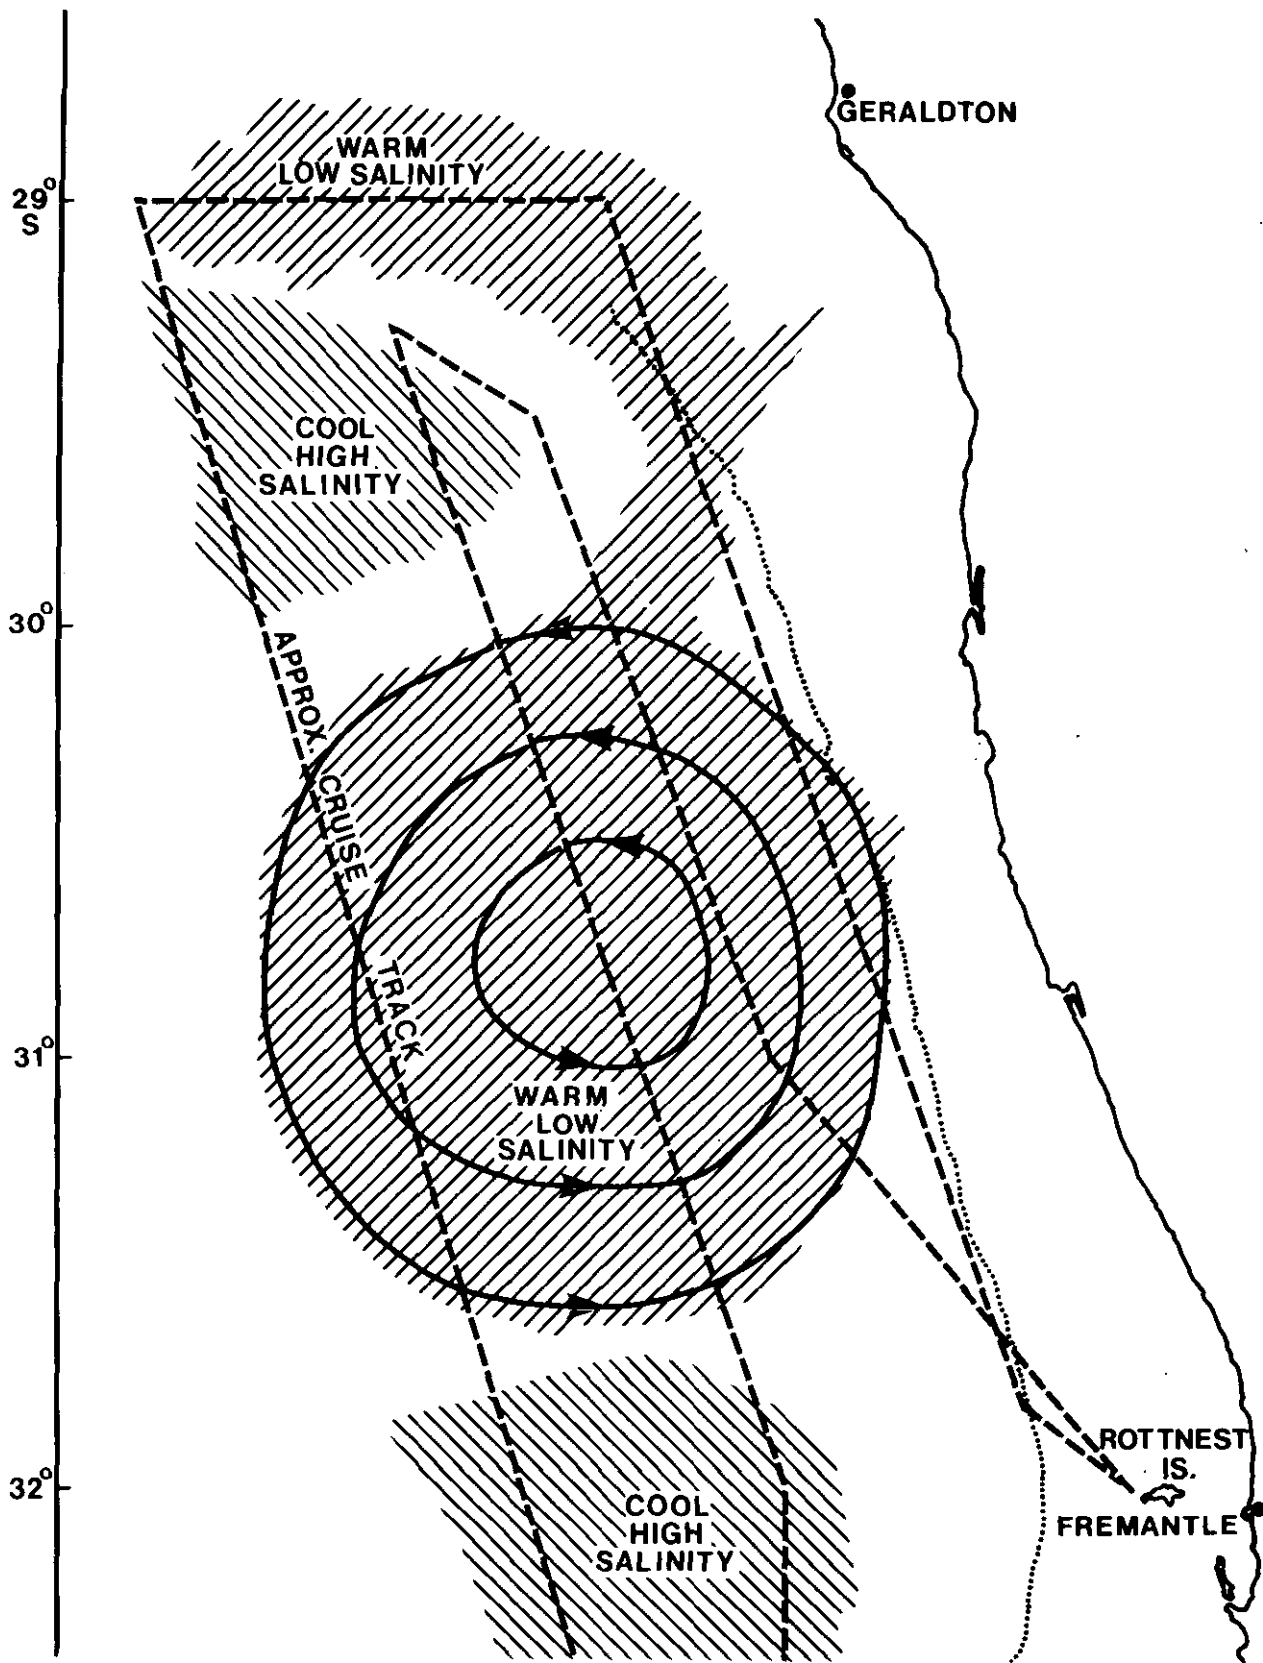 GERALDTON
WARM
LOW SALINITY
29°
S
COOL
HIGH
SALINITY
30°
APPROX. CRUISE TRACK
31°
WARM
LOW
SALINITY
ROTTNEST
IS.
32°
COOL
HIGH
SALINITY
FREMANTLE